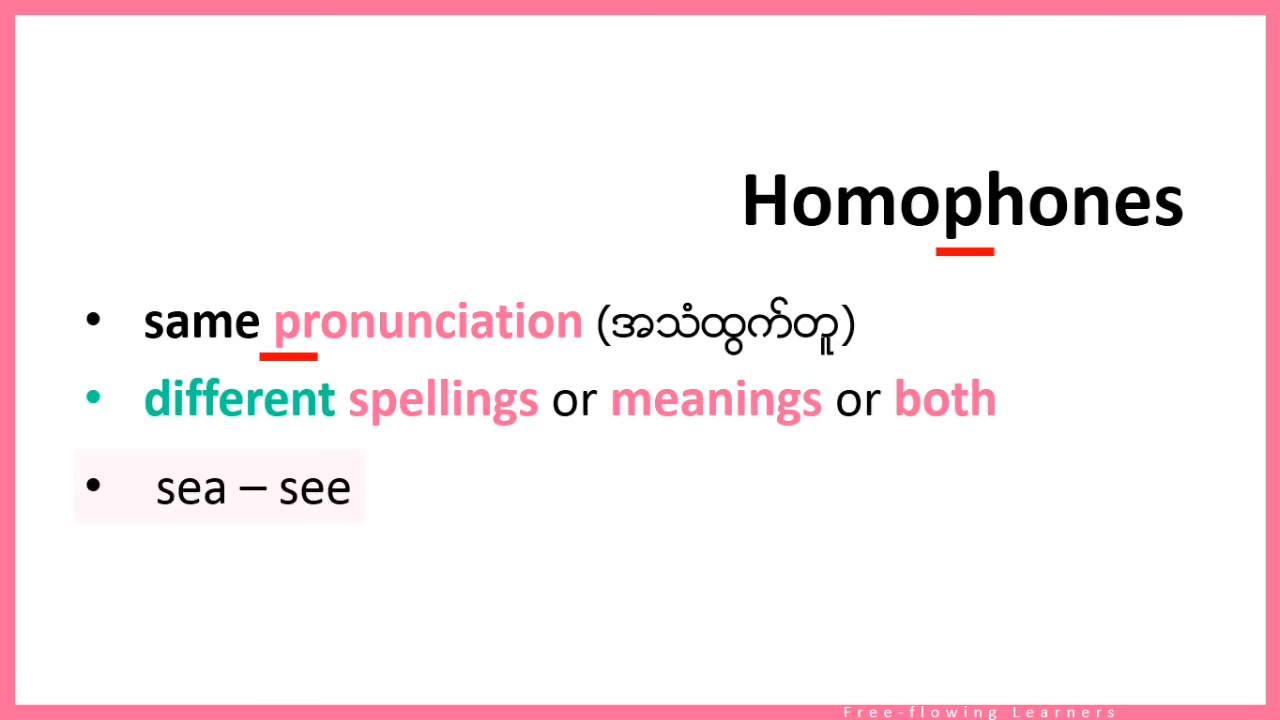 Homophones
• same pronunciation (အသံထွက်တူ)
• different spellings or meanings or both
• sea – see
Free-flowing Learners